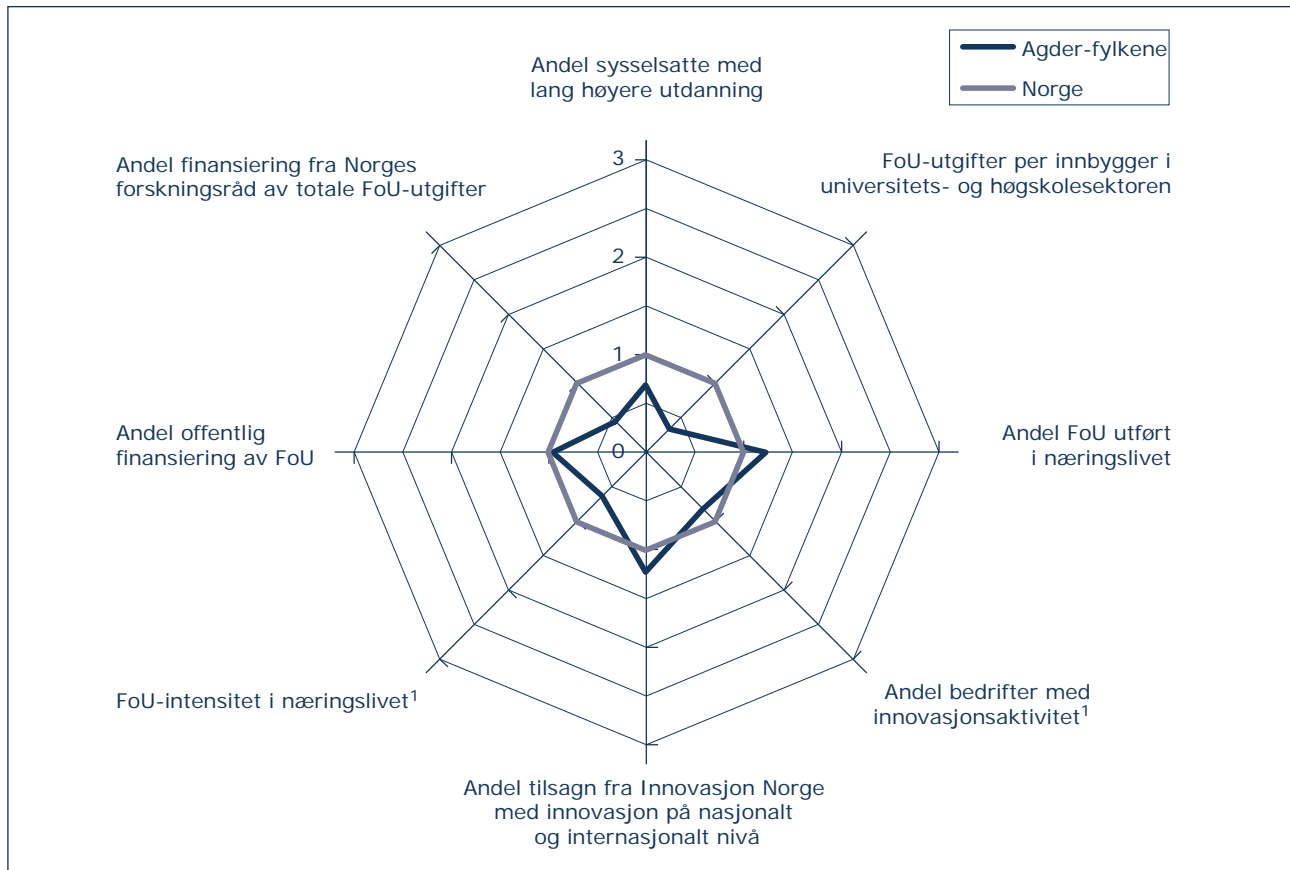 Agder-fylkene
Norge
Andel sysselsatte med
lang høyere utdanning
Andel finansiering fra Norges
forskningsråd av totale FoU-utgifter
FoU-utgifter per innbygger i
universitets- og høgskolesektoren
3
2
1
0
Andel offentlig
finansiering av FoU
Andel FoU utført
i næringslivet
FoU-intensitet i næringslivet¹
Andel bedrifter med
innovasjonsaktivitet¹
Andel tilsagn fra Innovasjon Norge
med innovasjon på nasjonalt
og internasjonalt nivå